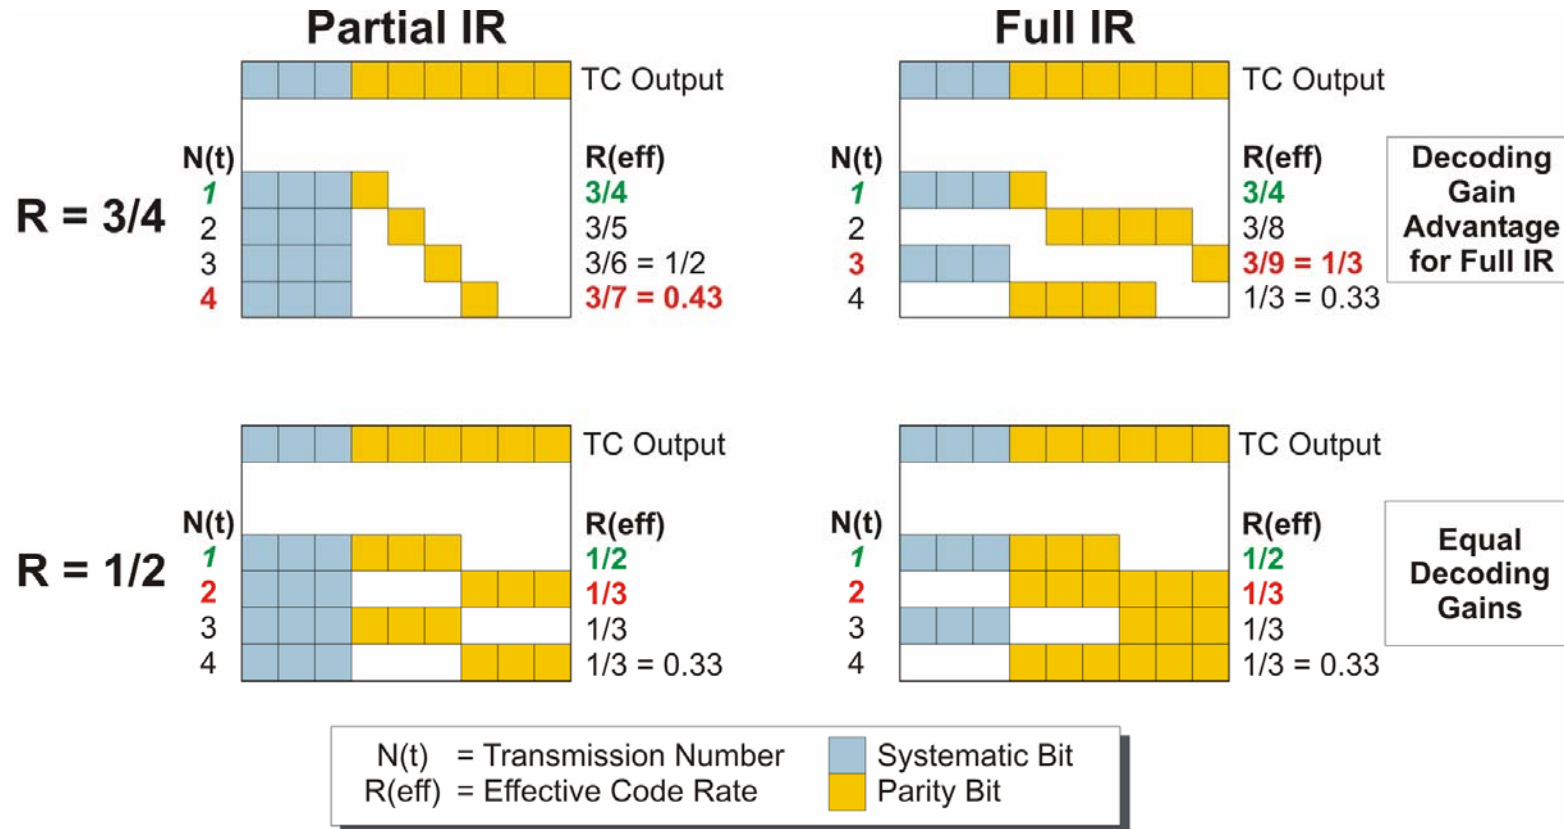 Partial IR
Full IR
TC Output
TC Output
N(t)
R(eff)
N(t)
R(eff)
R = 3/4
1
3/4
2
3/5
3
3/6 = 1/2
4
3/7 = 0.43
1
3/4
2
3/8
3
3/9 = 1/3
4
1/3 = 0.33
Decoding
Gain
Advantage
for Full IR
TC Output
TC Output
N(t)
R(eff)
N(t)
R(eff)
R = 1/2
1
1/2
2
1/3
3
1/3
4
1/3 = 0.33
1
1/2
2
1/3
3
1/3
4
1/3 = 0.33
Equal
Decoding
Gains
N(t) = Transmission Number
R(eff) = Effective Code Rate
Systematic Bit
Parity Bit